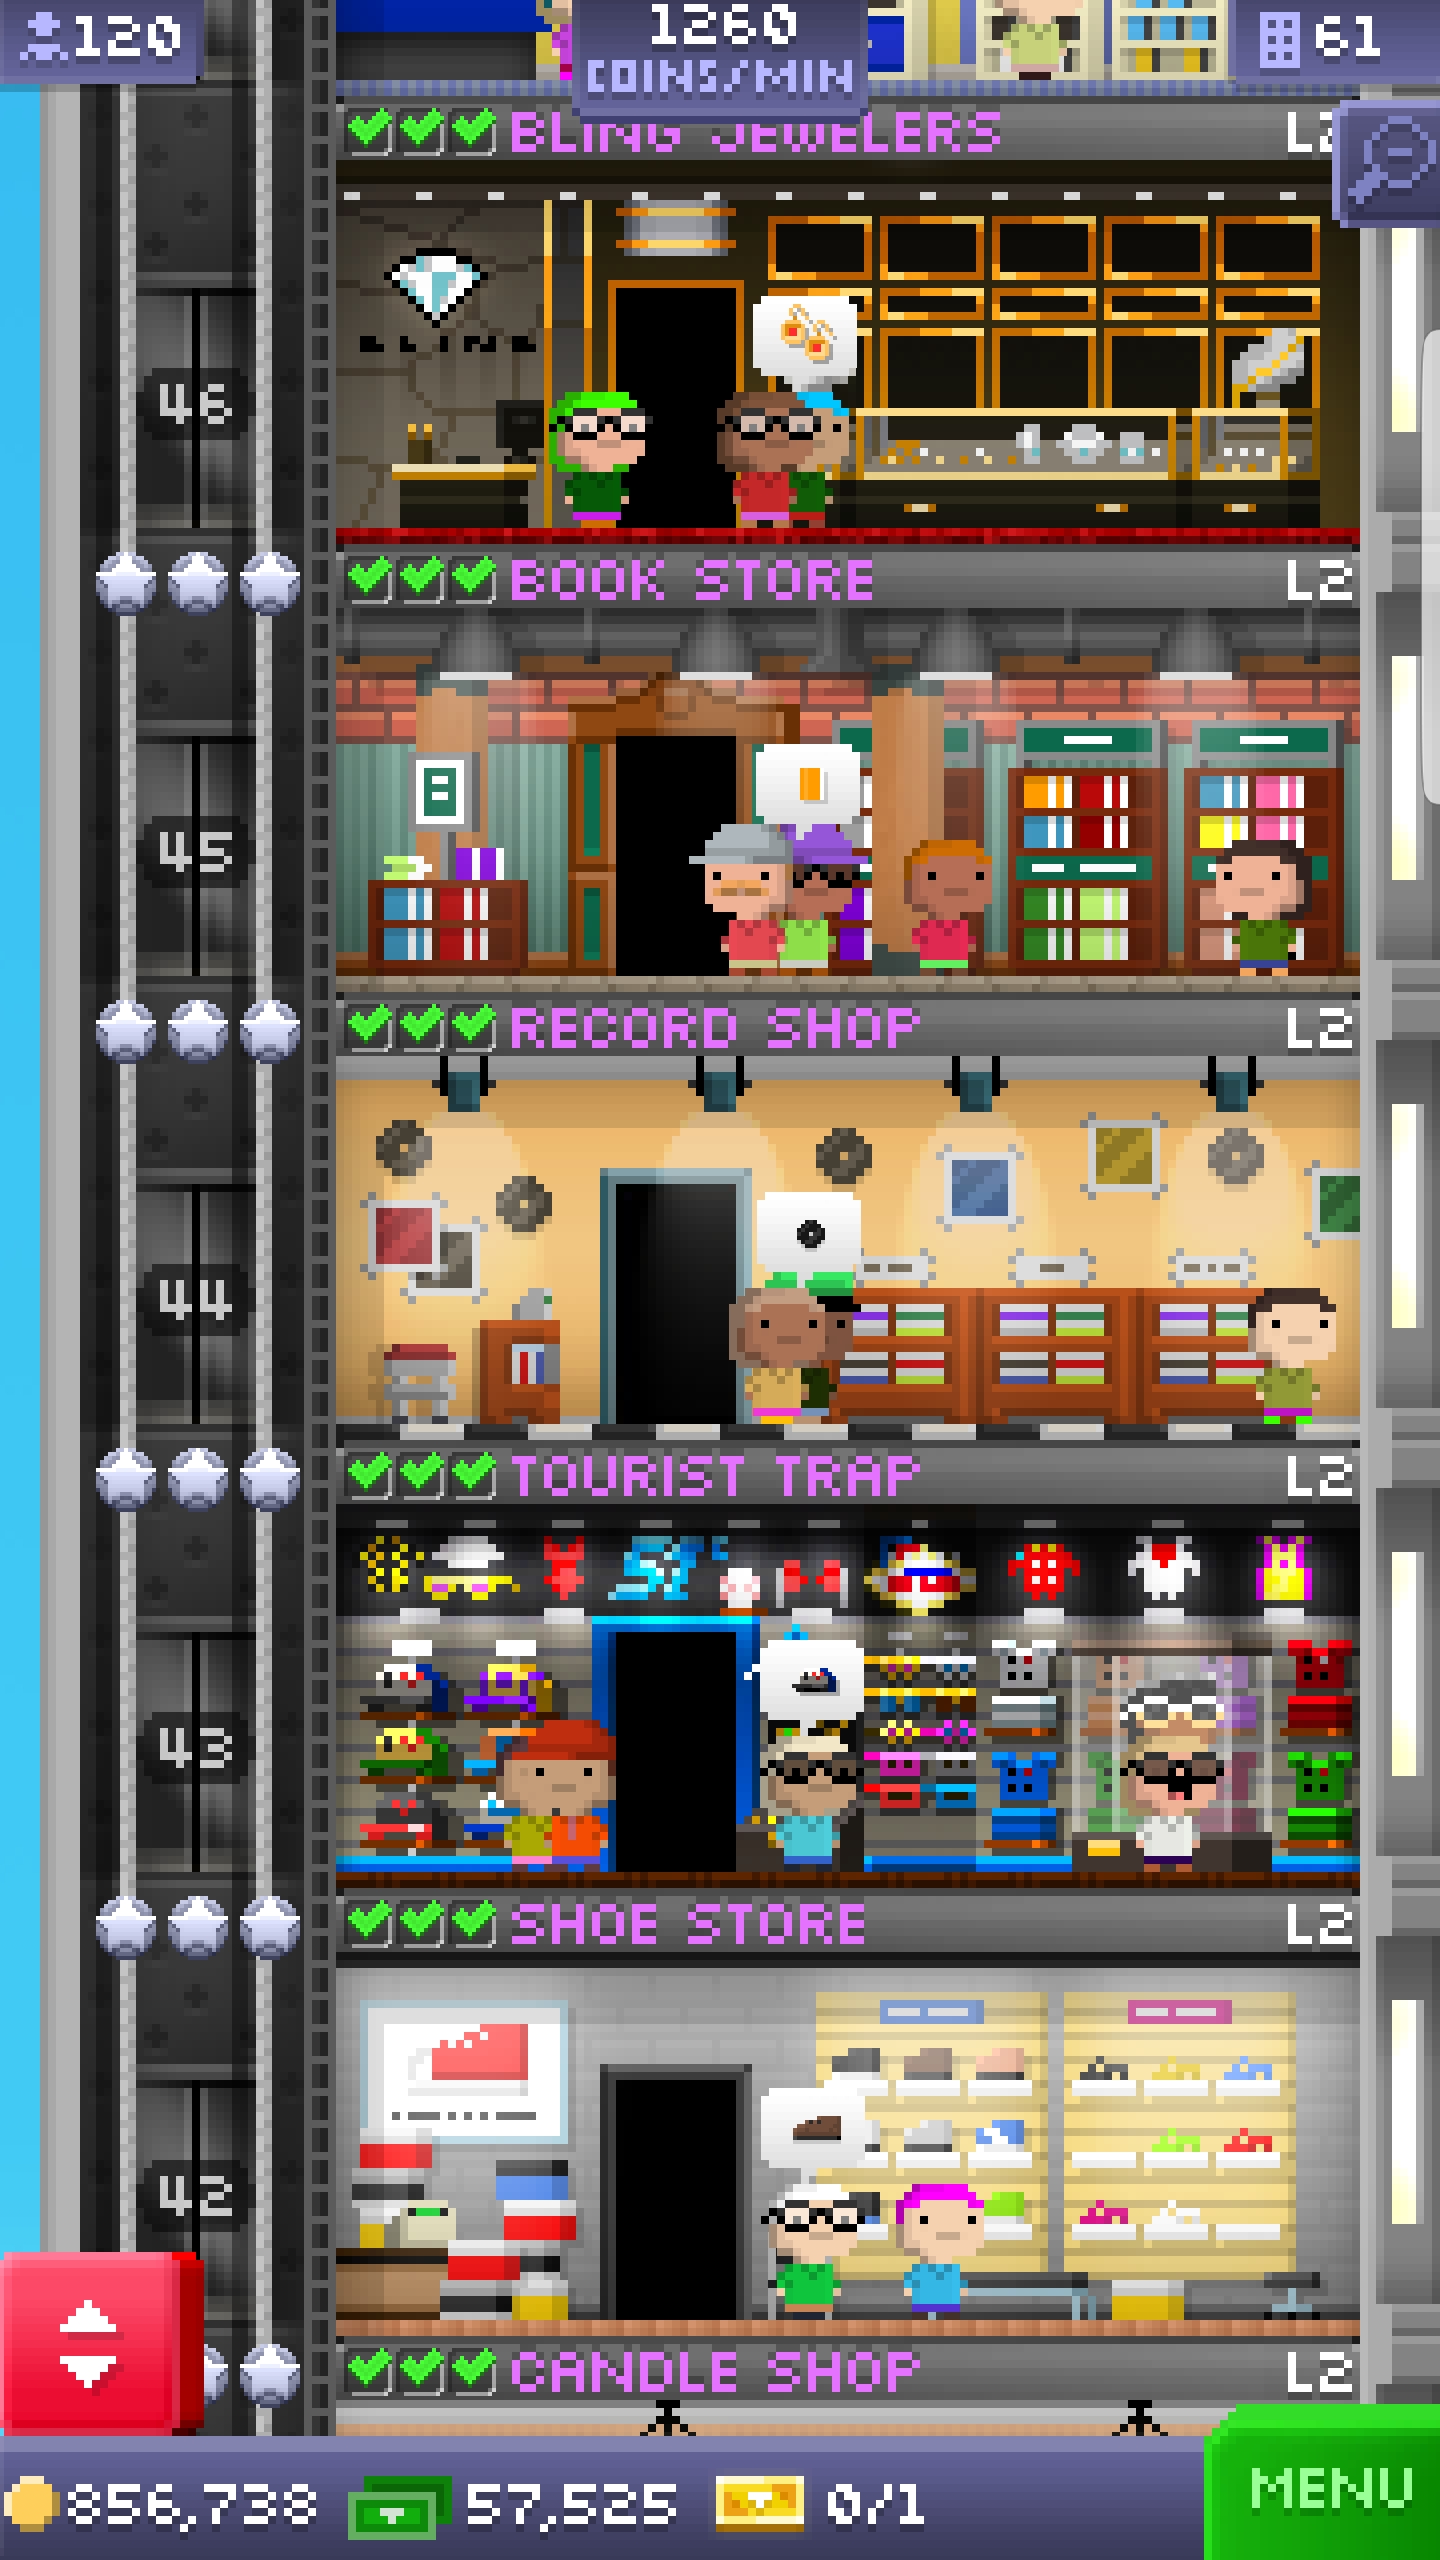 120
1260
COINS/MIN
61
BLING JEWELERS
BLING
46
BOOK STORE L2
45
RECORD SHOP L2
44
TOURIST TRAP L2
43
SHOE STORE L2
42
CANDLE SHOP L2
856,738 57,525 0/1
MENU